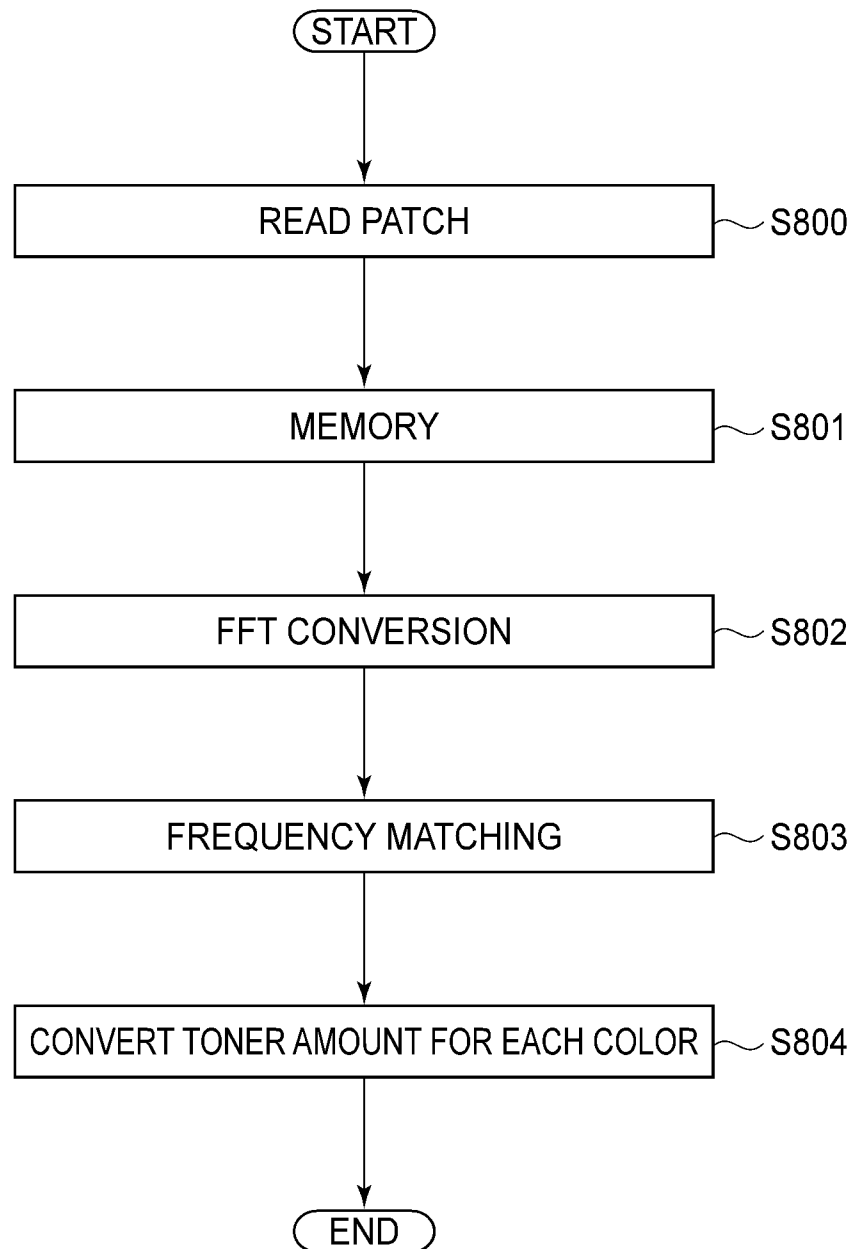 START
READ PATCH
S800
MEMORY
S801
FFT CONVERSION
S802
FREQUENCY MATCHING
S803
CONVERT TONER AMOUNT FOR EACH COLOR
S804
END